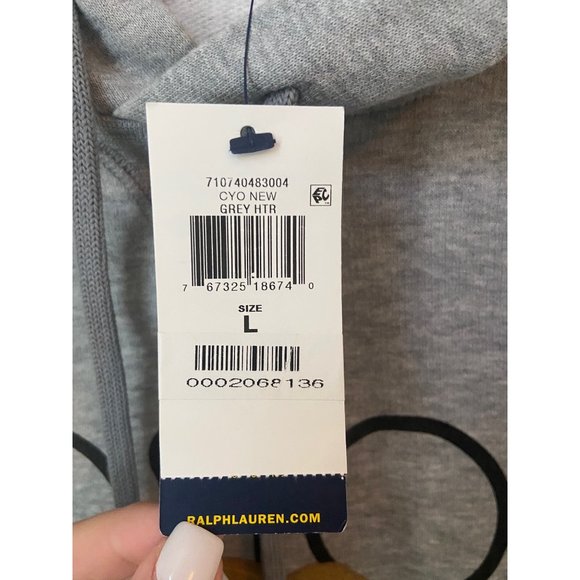 710740483004
CYO NEW
GREY HTR
7 67325 18674 0
SIZE
L
0002068136
RALPHLAUREN.COM